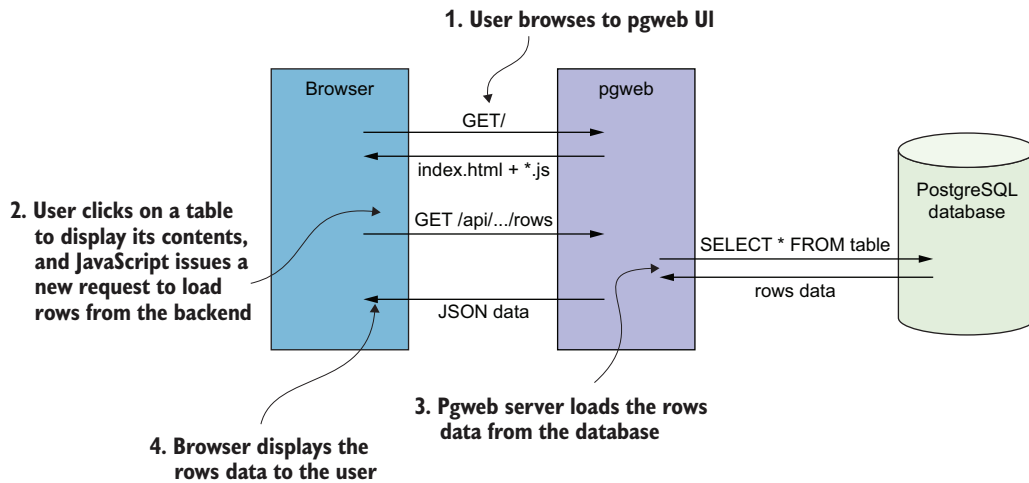 1. User browses to pgweb UI
Browser
pgweb
GET/
index.html + *.js
PostgreSQL
database
2. User clicks on a table
to display its contents,
and JavaScript issues a
new request to load
rows from the backend
GET /api/.../rows
SELECT * FROM table
rows data
JSON data
3. Pgweb server loads the rows
data from the database
4. Browser displays the
rows data to the user